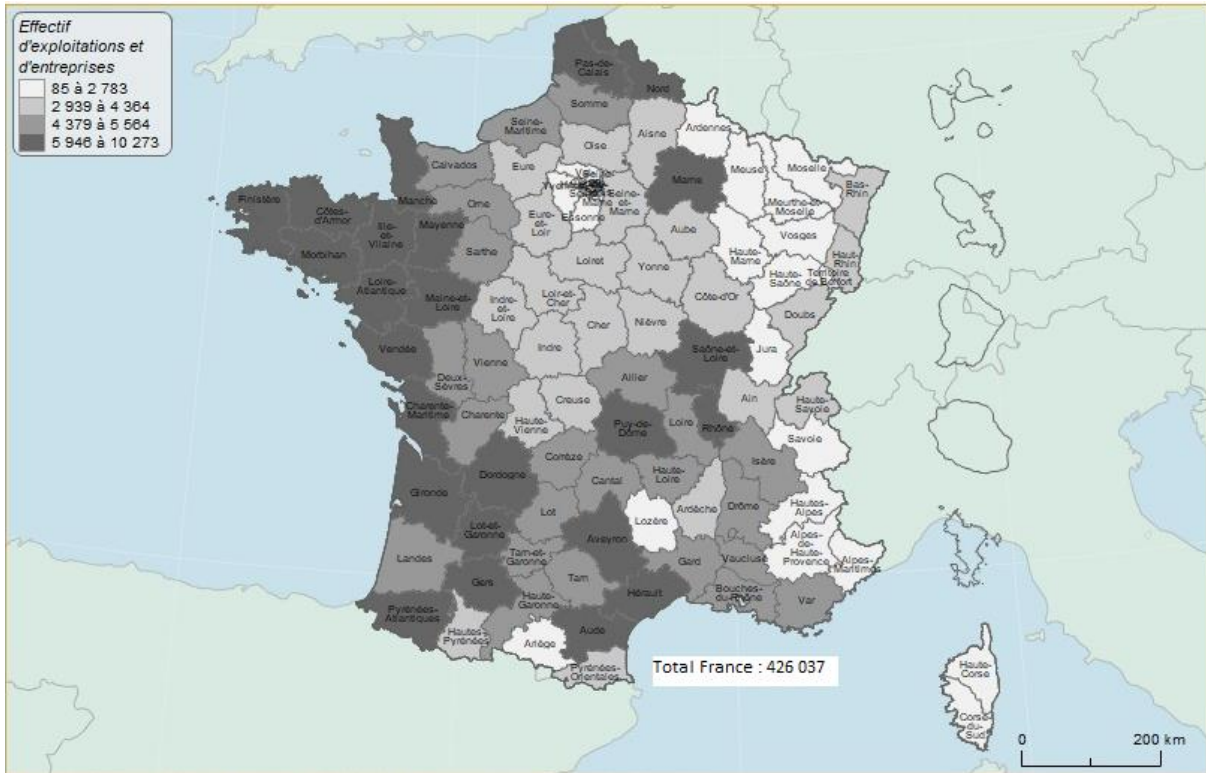 Effectif
d'exploitations et
d'entreprises
85 à 2 783
2 939 à 4 364
4 379 à 5 564
5 946 à 10 273
Pas-de-
Calais
Nord
Somme
Seine-
Maritime
Aisne
Ardennes
Oise
Calvados
Eure
Manche
Orne
Marne
Meuse
Moselle
Meurthe-et-
Moselle
Bas-
Rhin
Seine-et-
Marne
Essonne
Finistère
Côtes-
d'Armor
Ille-
et-
Vilaine
Mayenne
Morbihan
Sarthe
Eure-
et-
Loir
Aube
Haute-
Marne
Vosges
Haut-
Rhin
Loiret
Yonne
Haute-
Saône
Territoire
de Belfort
Loire-
Atlantique
Maine-et-
Loire
Indre-
et-
Loire
Loir-et-
Cher
Côte-d'Or
Doubs
Cher
Nièvre
Indre
Vendée
Vienne
Deux-
Sèvres
Saône-et-
Loire
Jura
Allier
Charente-
Maritime
Charente
Haute-
Vienne
Creuse
Puy-de-
Dôme
Loire
Rhône
Ain
Haute-
Savoie
Savoie
Corrèze
Isère
Dordogne
Cantal
Haute-
Loire
Gironde
Lot
Lozère
Ardèche
Drôme
Hautes-
Alpes
Lot-et-
Garonne
Aveyron
Landes
Tarn-et-
Garonne
Tarn
Gard
Vaucluse
Alpes-
de-
Haute-
Provence
Alpes-
Maritimes
Gers
Haute-
Garonne
Hérault
Bouches-
du-Rhône
Var
Pyrénées-
Atlantiques
Hautes-
Pyrénées
Ariège
Aude
Pyrénées-
Orientales
Total France : 426 037
Haute-
Corse
Corse-
du-
Sud
0 200 km